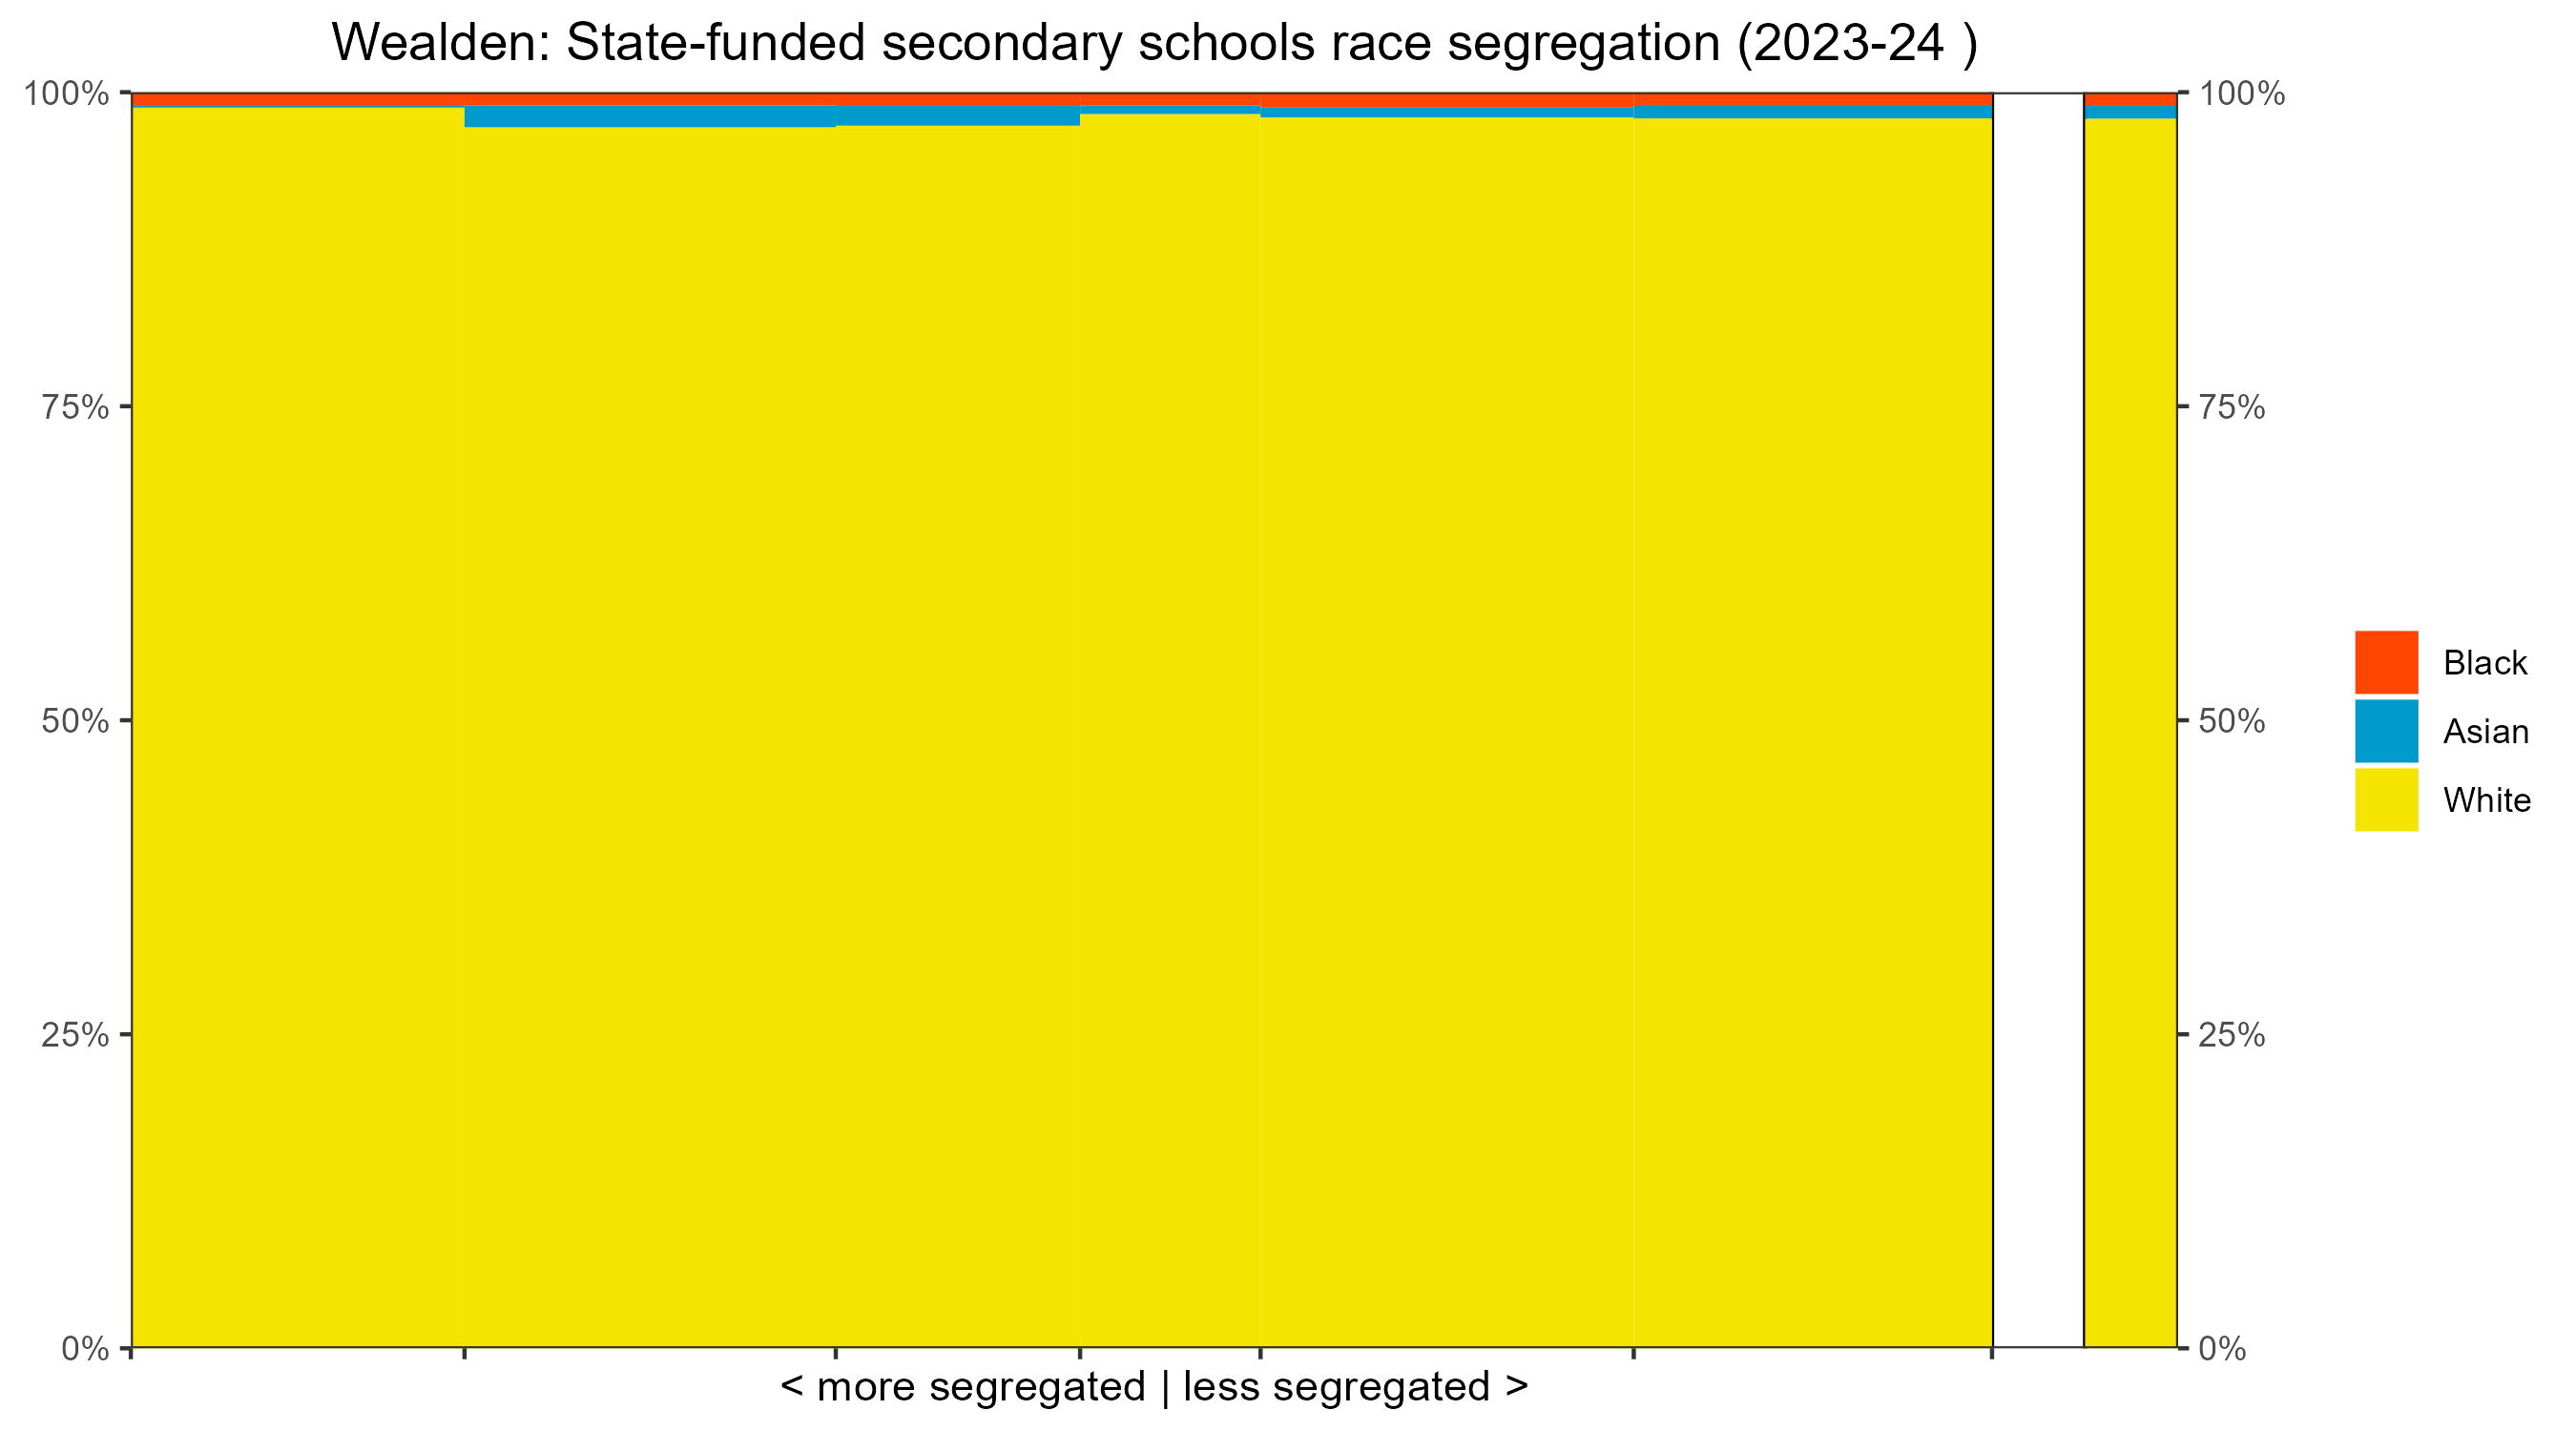 Wealden: State-funded secondary schools race segregation (2023-24 )
100%
75%
50%
25%
0%
100%
75%
50%
25%
0%
Black
Asian
White
< more segregated | less segregated >